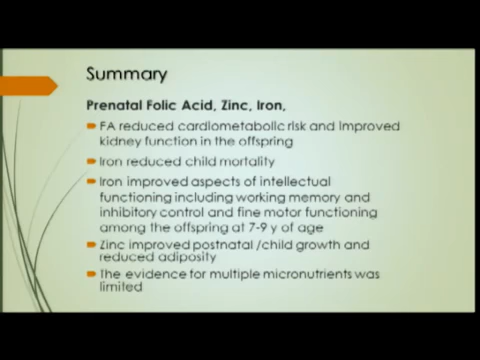 Summary
Prenatal Folic Acid, Zinc, Iron,
FA reduced cardiometabolic risk and improved
kidney function in the offspring
Iron reduced child mortality
Iron improved aspects of intellectual
functioning including working memory and
inhibitory control and fine motor functioning
among the offspring at 7-9 y of age
Zinc improved postnatal /child growth and
reduced adiposity
The evidence for multiple micronutrients was
limited